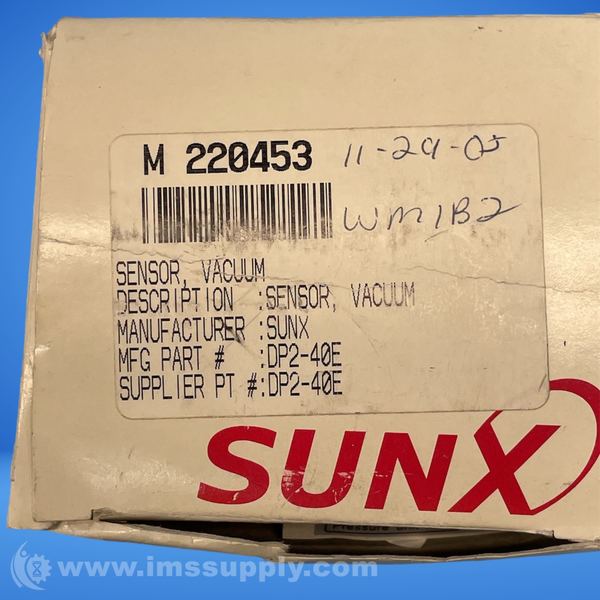 M 220453 11-29-05
WM1B2
SENSOR, VACUUM
DESCRIPTION :SENSOR, VACUUM
MANUFACTURER :SUNX
MFG PART # :DP2-40E
SUPPLIER PT #:DP2-40E
SUNX
Pressure
www.imssupply.com